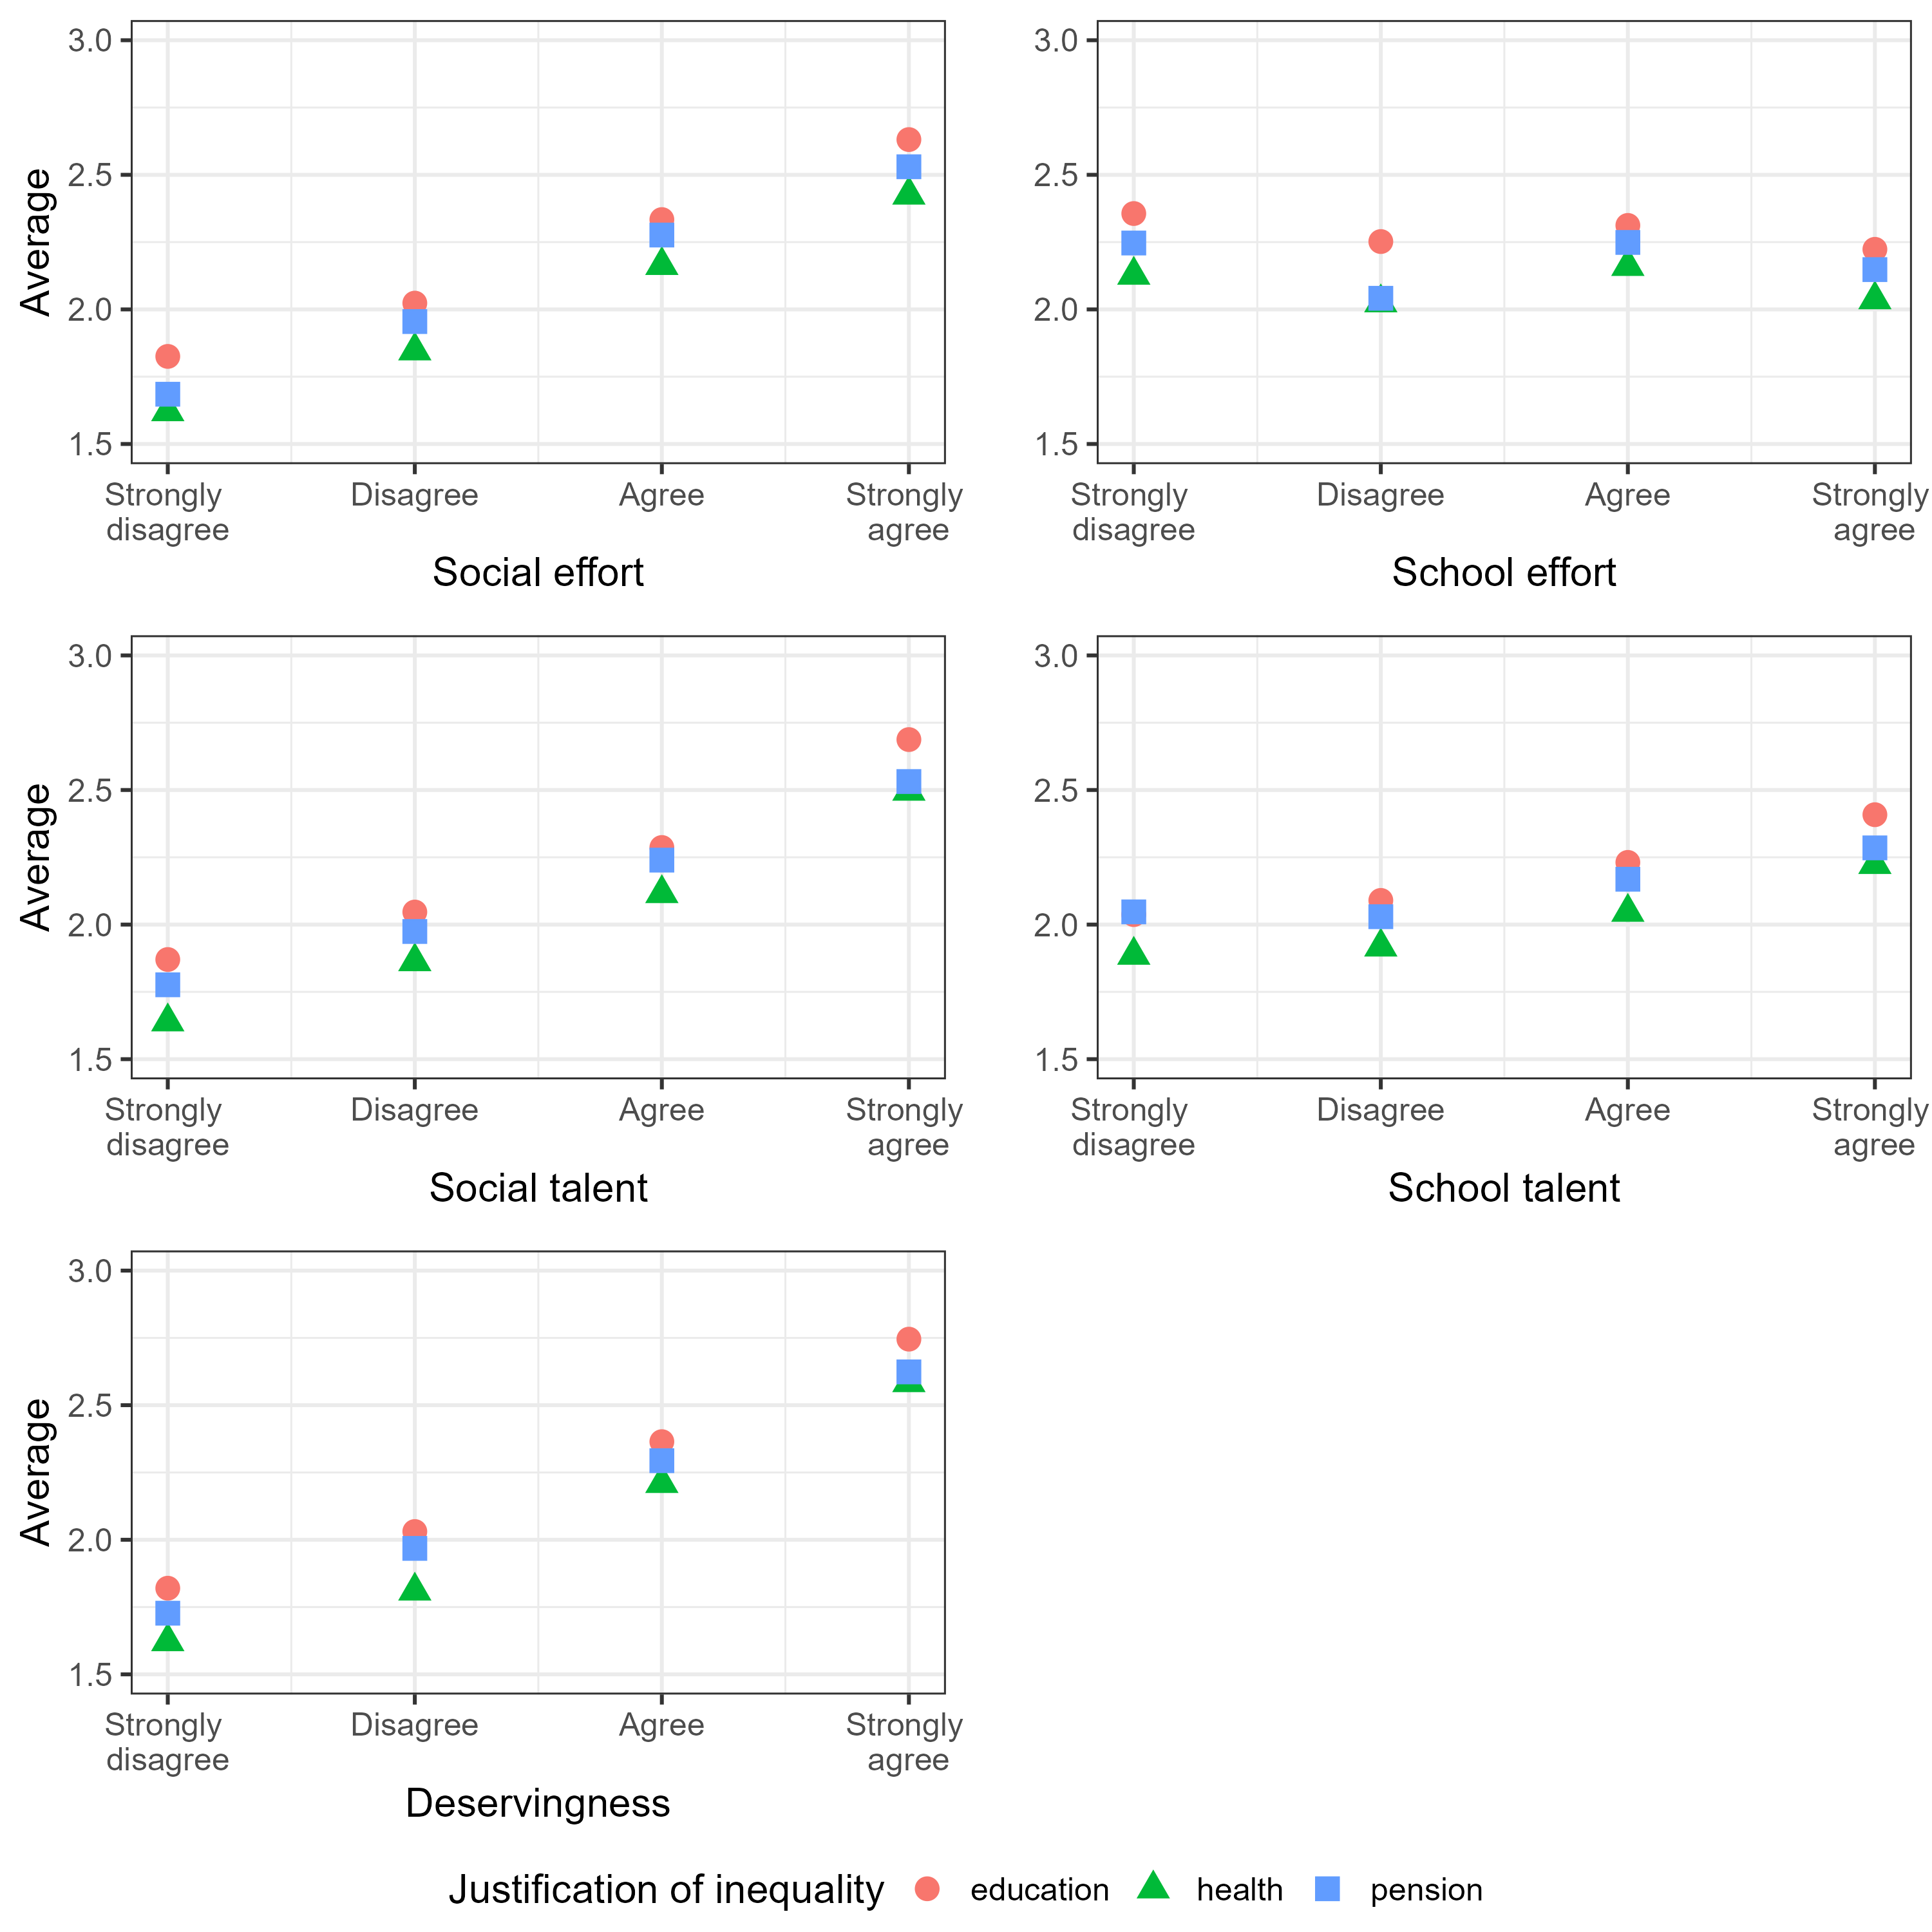 3.0
2.5
2.0
1.5
Average
Strongly
disagree
Disagree
Agree
Strongly
agree
Social effort
3.0
2.5
2.0
1.5
Strongly
disagree
Disagree
Agree
Strongly
agree
School effort
3.0
2.5
2.0
1.5
Average
Strongly
disagree
Disagree
Agree
Strongly
agree
Social talent
3.0
2.5
2.0
1.5
Strongly
disagree
Disagree
Agree
Strongly
agree
School talent
3.0
2.5
2.0
1.5
Average
Strongly
disagree
Disagree
Agree
Strongly
agree
Deservingness
Justification of inequality education health pension